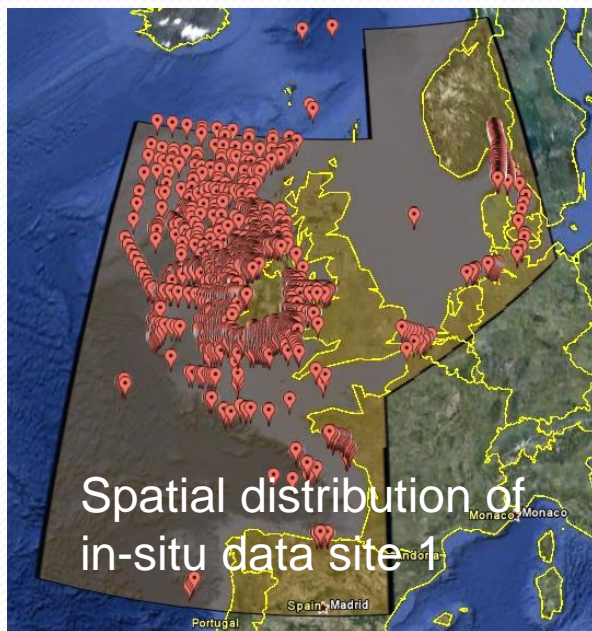 Spatial distribution of
in-situ data site 1
Monaco Monaco
Andorra
Spain Madrid
Portugal